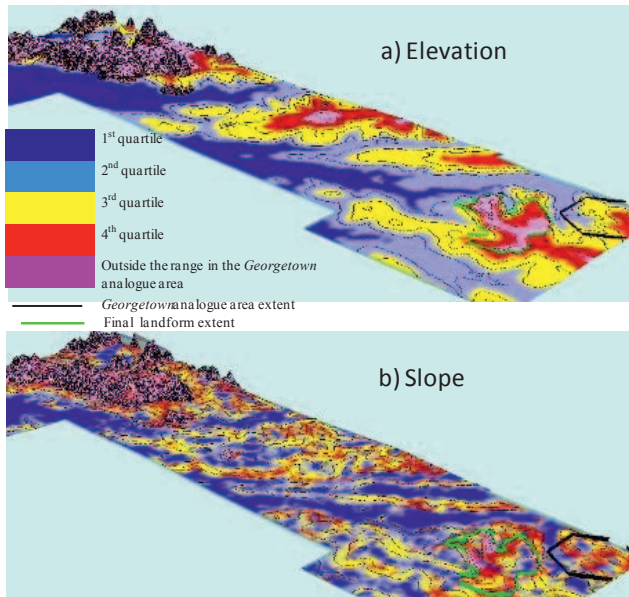 a) Elevation
1st quartile
2nd quartile
3rd quartile
4th quartile
Outside the range in the Georgetown
analogue area
Georgetown analogue area extent
Final landform extent
b) Slope